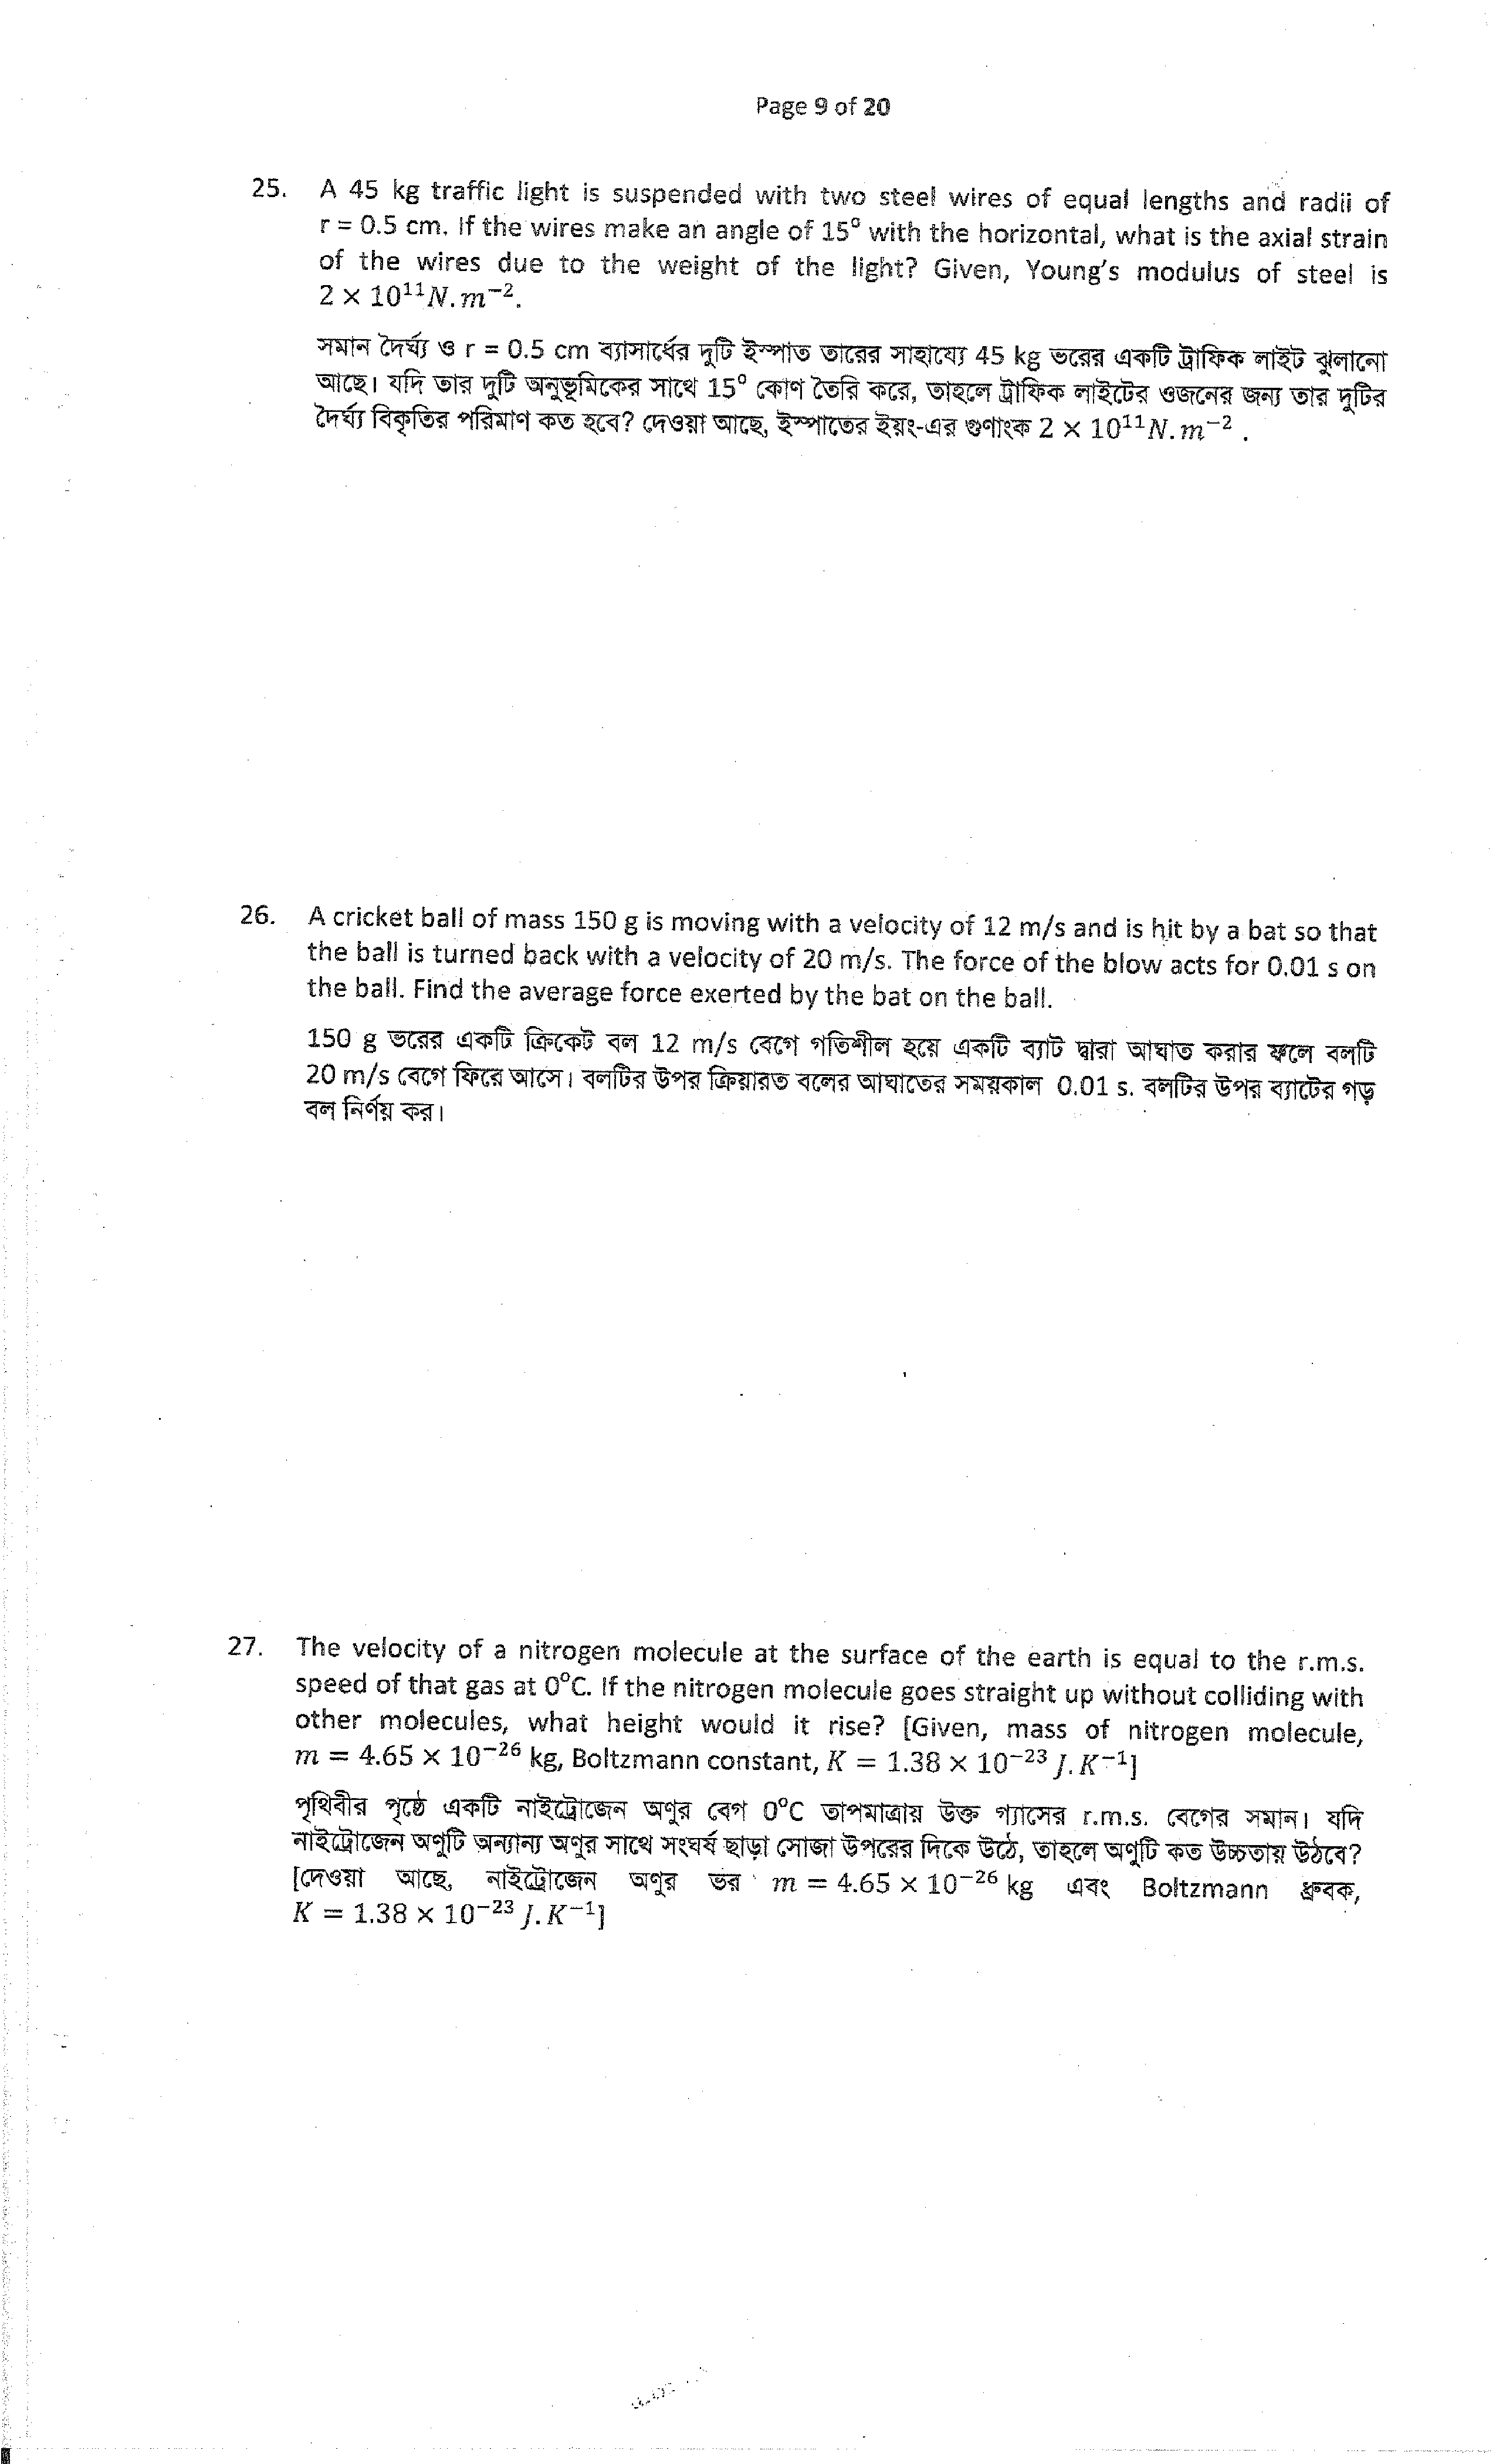 Page 9 of 20
25. A 45 kg traffic light is suspended with two steel wires of equal lengths and radii of
r = 0.5 cm. If the wires make an angle of 15° with the horizontal, what is the axial strain
of the wires due to the weight of the light? Given, Young's modulus of steel is
2 × 10¹¹N.m⁻².
সমান দৈর্ঘ্য ও r = 0.5 cm ব্যাসার্ধের দুটি ইস্পাত তারের সাহায্যে 45 kg ভরের একটি ট্রাফিক লাইট ঝুলানো
আছে। যদি তার দুটি অনুভূমিকের সাথে 15° কোণ তৈরি করে, তাহলে ট্রাফিক লাইটের ওজনের জন্য তার দুটির
দৈর্ঘ্য বিকৃতির পরিমাণ কত হবে? দেওয়া আছে, ইস্পাতের ইয়ং-এর গুণাংক 2 × 10¹¹N.m⁻² .
26. A cricket ball of mass 150 g is moving with a velocity of 12 m/s and is hit by a bat so that
the ball is turned back with a velocity of 20 m/s. The force of the blow acts for 0.01 s on
the ball. Find the average force exerted by the bat on the ball.
150 g ভরের একটি ক্রিকেট বল 12 m/s বেগে গতিশীল হয়ে একটি ব্যাট দ্বারা আঘাত করার ফলে বলটি
20 m/s বেগে ফিরে আসে। বলটির উপর ক্রিয়ারত বলের আঘাতের সময়কাল 0.01 s. বলটির উপর ব্যাটের গড়
বল নির্ণয় কর।
27. The velocity of a nitrogen molecule at the surface of the earth is equal to the r.m.s.
speed of that gas at 0°C. If the nitrogen molecule goes straight up without colliding with
other molecules, what height would it rise? [Given, mass of nitrogen molecule,
m = 4.65 × 10⁻²⁶ kg, Boltzmann constant, K = 1.38 × 10⁻²³ J.K⁻¹]
পৃথিবীর পৃষ্ঠে একটি নাইট্রোজেন অণুর বেগ 0°C তাপমাত্রায় উক্ত গ্যাসের r.m.s. বেগের সমান। যদি
নাইট্রোজেন অণুটি অন্যান্য অণুর সাথে সংঘর্ষ ছাড়া সোজা উপরের দিকে উঠে, তাহলে অণুটি কত উচ্চতায় উঠবে?
[দেওয়া আছে, নাইট্রোজেন অণুর ভর m = 4.65 × 10⁻²⁶ kg এবং Boltzmann ধ্রুবক,
K = 1.38 × 10⁻²³ J.K⁻¹]